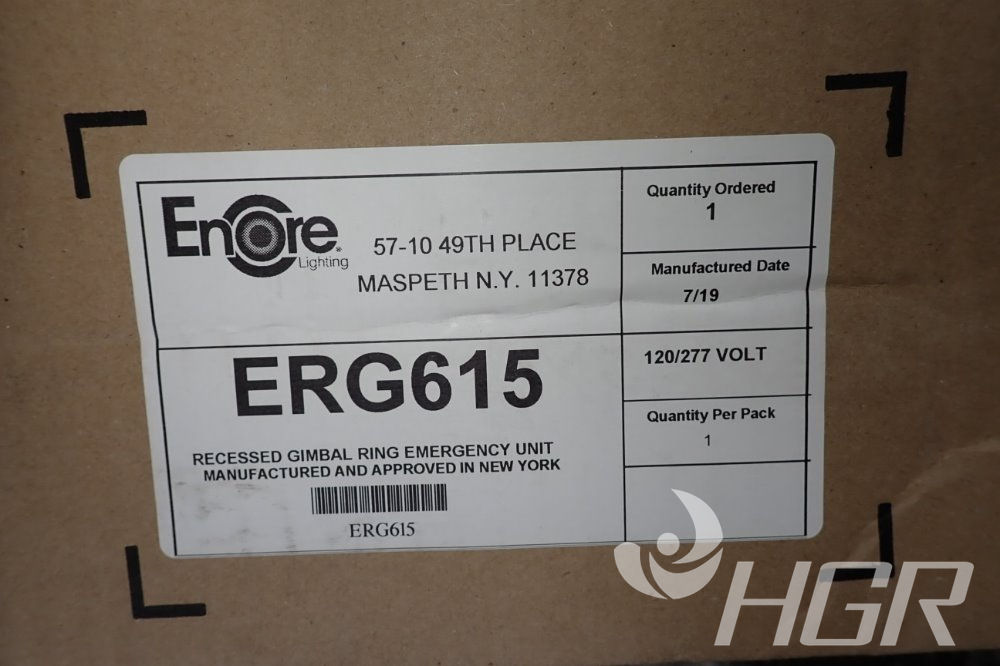 Encore
Lighting
57-10 49TH PLACE
MASPETH N.Y. 11378
Quantity Ordered
1
Manufactured Date
7/19
ERG615
120/277 VOLT
Quantity Per Pack
1
RECESSED GIMBAL RING EMERGENCY UNIT
MANUFACTURED AND APPROVED IN NEW YORK
ERG615
HGR